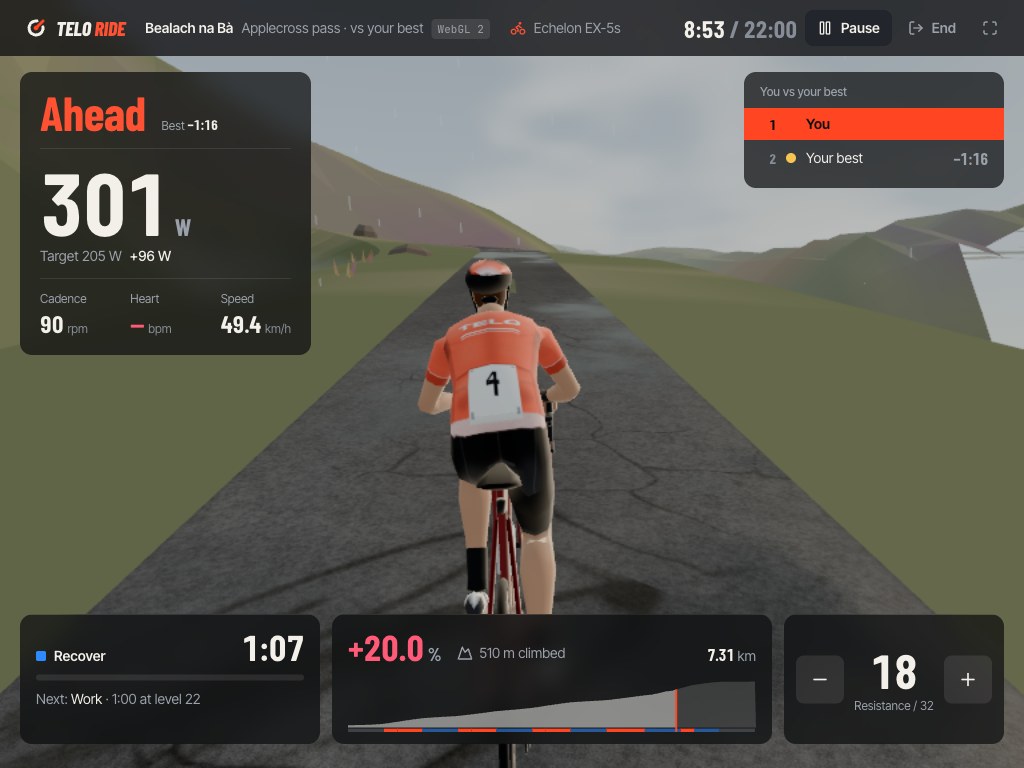 TELO RIDE Bealach na Bà Applecross pass · vs your best WebGL 2 Echelon EX-5s 8:53 / 22:00 Pause End
Ahead Best −1:16
301 W
Target 205 W +96 W
Cadence Heart Speed
90 rpm — bpm 49.4 km/h
You vs your best
1 You
2 Your best −1:16
TELO
4
Recover 1:07
Next: Work · 1:00 at level 22
+20.0 % 510 m climbed 7.31 km
− 18 +
Resistance / 32